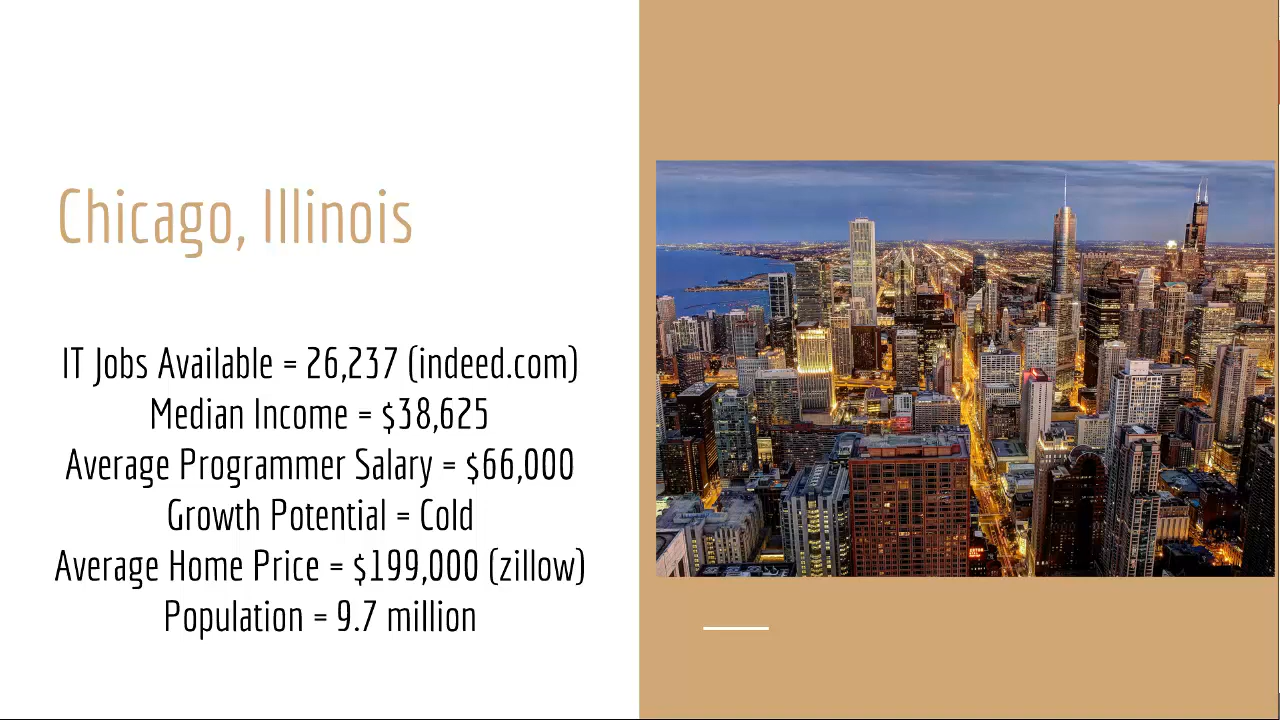 Chicago, Illinois
IT Jobs Available = 26,237 (indeed.com)
Median Income = $38,625
Average Programmer Salary = $66,000
Growth Potential = Cold
Average Home Price = $199,000 (zillow)
Population = 9.7 million